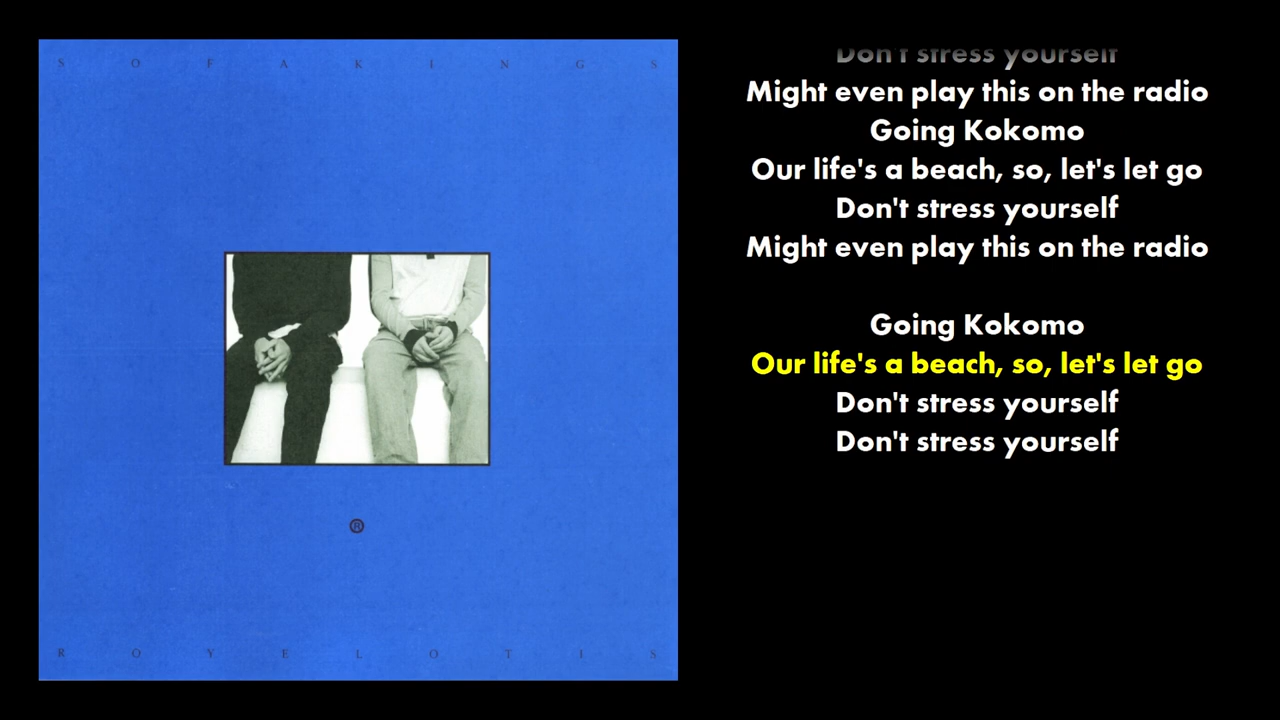 S O F A K I N G S
®
R O Y E L O T I S
Don't stress yourself
Might even play this on the radio
Going Kokomo
Our life's a beach, so, let's let go
Don't stress yourself
Might even play this on the radio
Going Kokomo
Our life's a beach, so, let's let go
Don't stress yourself
Don't stress yourself